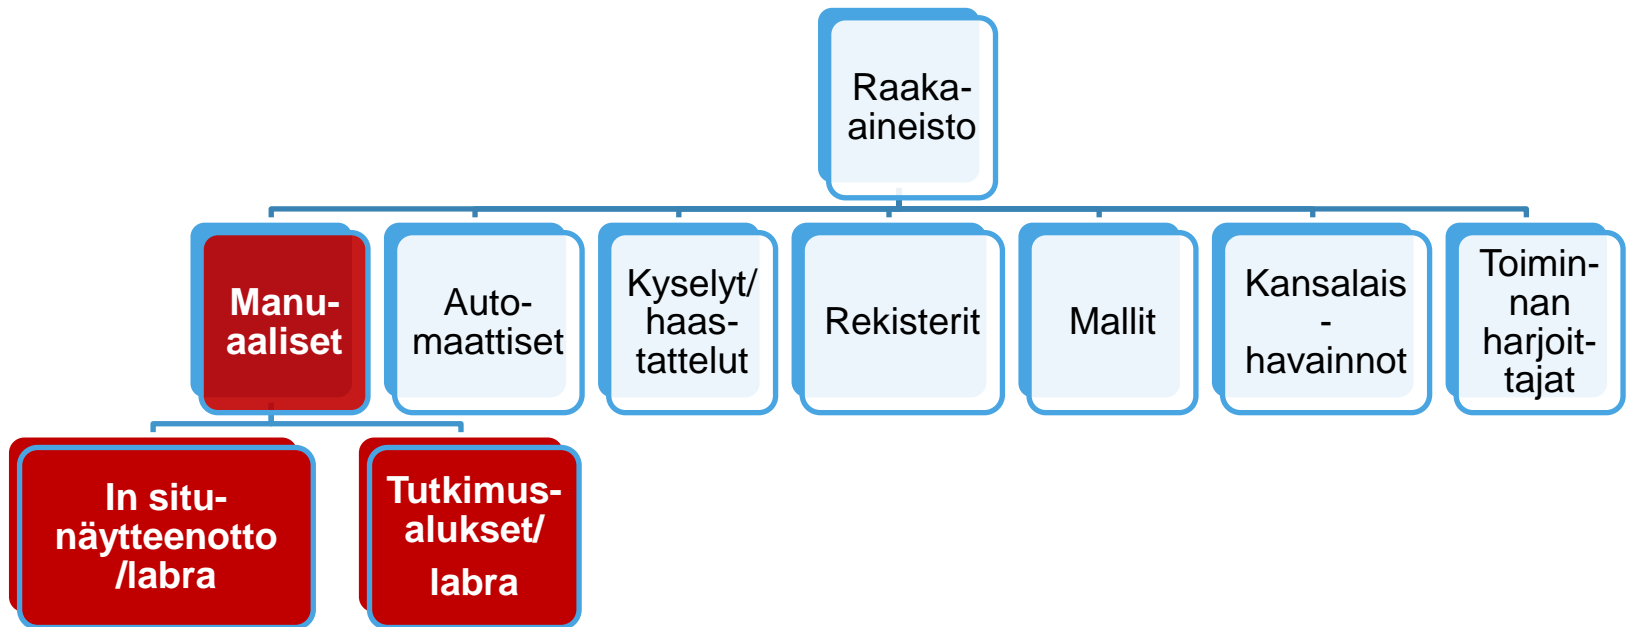 Raaka-
aineisto
Manu-
aaliset
Auto-
maattiset
Kyselyt/
haas-
tattelut
Rekisterit
Mallit
Kansalais
-
havainnot
Toimin-
nan
harjoit-
tajat
In situ-
näytteenotto
/labra
Tutkimus-
alukset/
labra